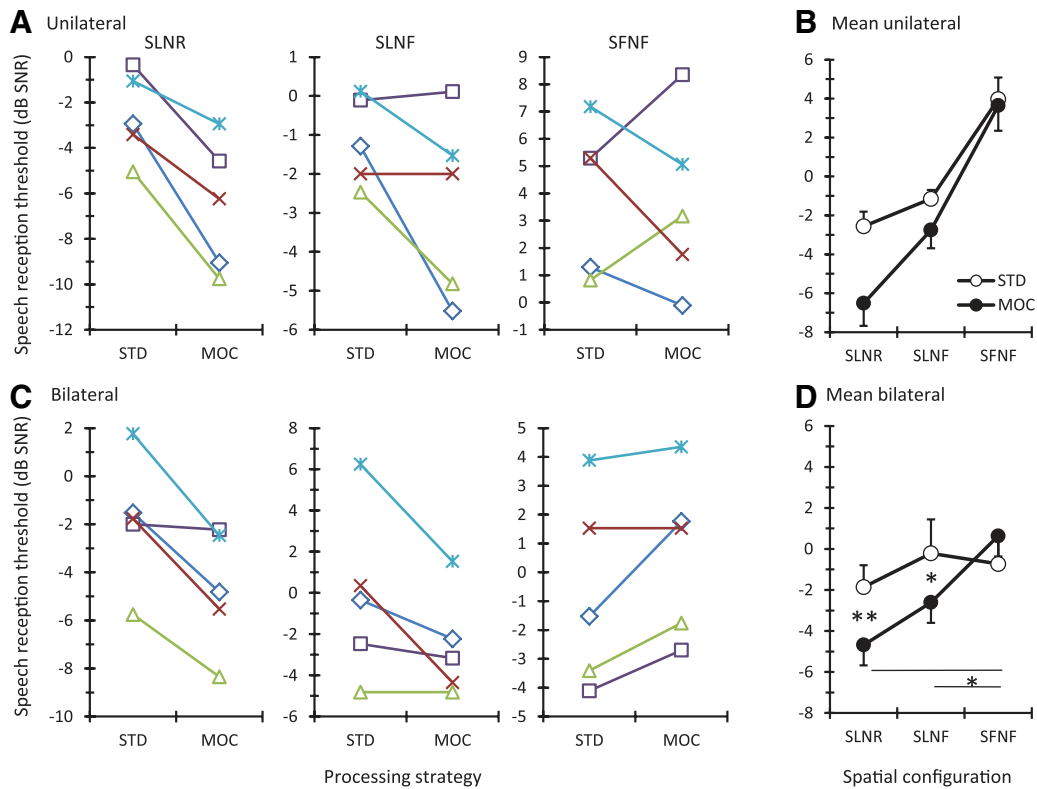 A Unilateral
SLNR
SLNF
SFNF
Speech reception threshold (dB SNR)
0
-2
-4
-6
-8
-10
-12
STD
MOC
1
0
-1
-2
-3
-4
-5
-6
STD
MOC
9
8
7
6
5
4
3
2
1
0
-1
STD
MOC
B Mean unilateral
6
4
2
0
-2
-4
-6
-8
STD
MOC
SLNR
SLNF
SFNF
C Bilateral
Speech reception threshold (dB SNR)
2
0
-2
-4
-6
-8
-10
STD
MOC
8
6
4
2
0
-2
-4
-6
STD
MOC
5
4
3
2
1
0
-1
-2
-3
-4
-5
STD
MOC
Processing strategy
D Mean bilateral
6
4
2
0
-2
-4
-6
-8
**
*
*
SLNR
SLNF
SFNF
Spatial configuration